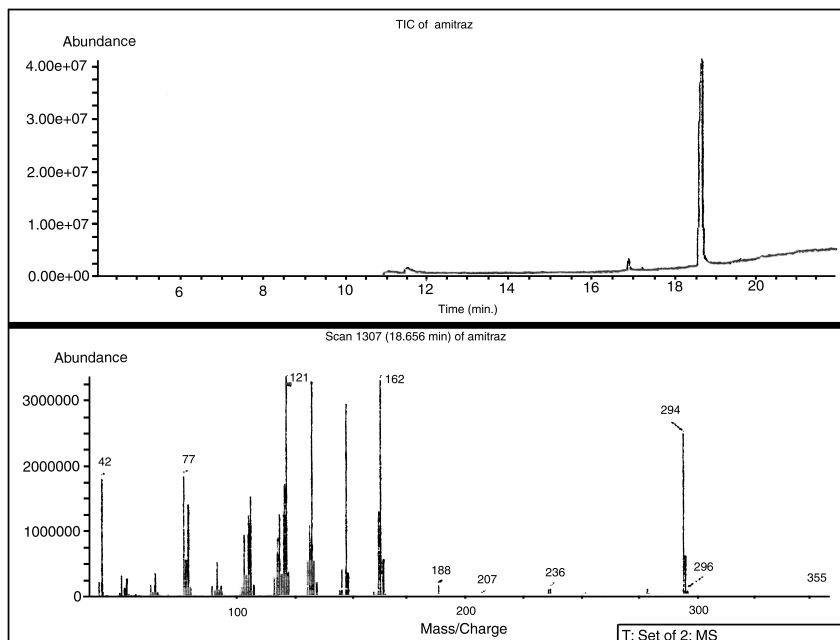 TIC of amitraz
Abundance
4.00e+07
3.00e+07
2.00e+07
1.00e+07
0.00e+00
6 8 10 12 14 16 18 20
Time (min.)
Scan 1307 (18.656 min) of amitraz
Abundance
121
162
3000000
294
42
77
2000000
1000000
188
207
236
296
355
0
100 200 300
Mass/Charge
T: Set of 2: MS